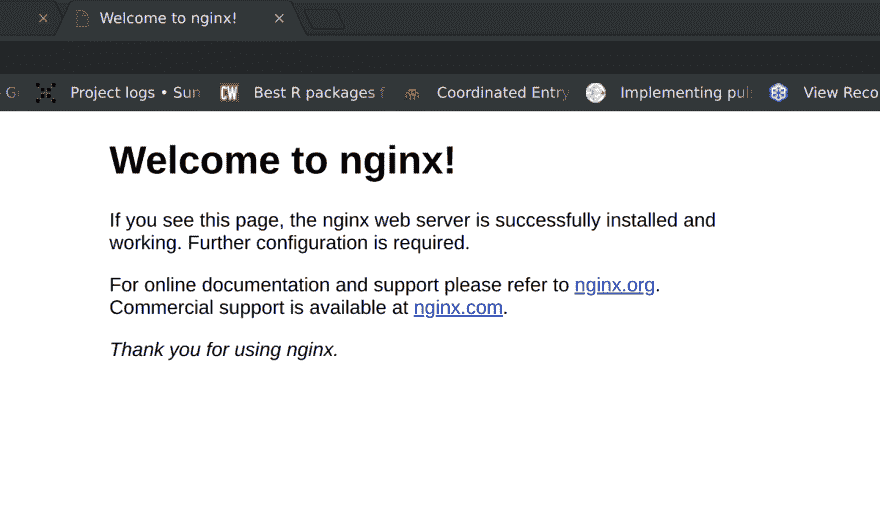 Welcome to nginx!
Project logs • Sun
CW
Best R packages f
Coordinated Entry
Implementing pul
View Reco
Welcome to nginx!
If you see this page, the nginx web server is successfully installed and
working. Further configuration is required.
For online documentation and support please refer to nginx.org.
Commercial support is available at nginx.com.
Thank you for using nginx.